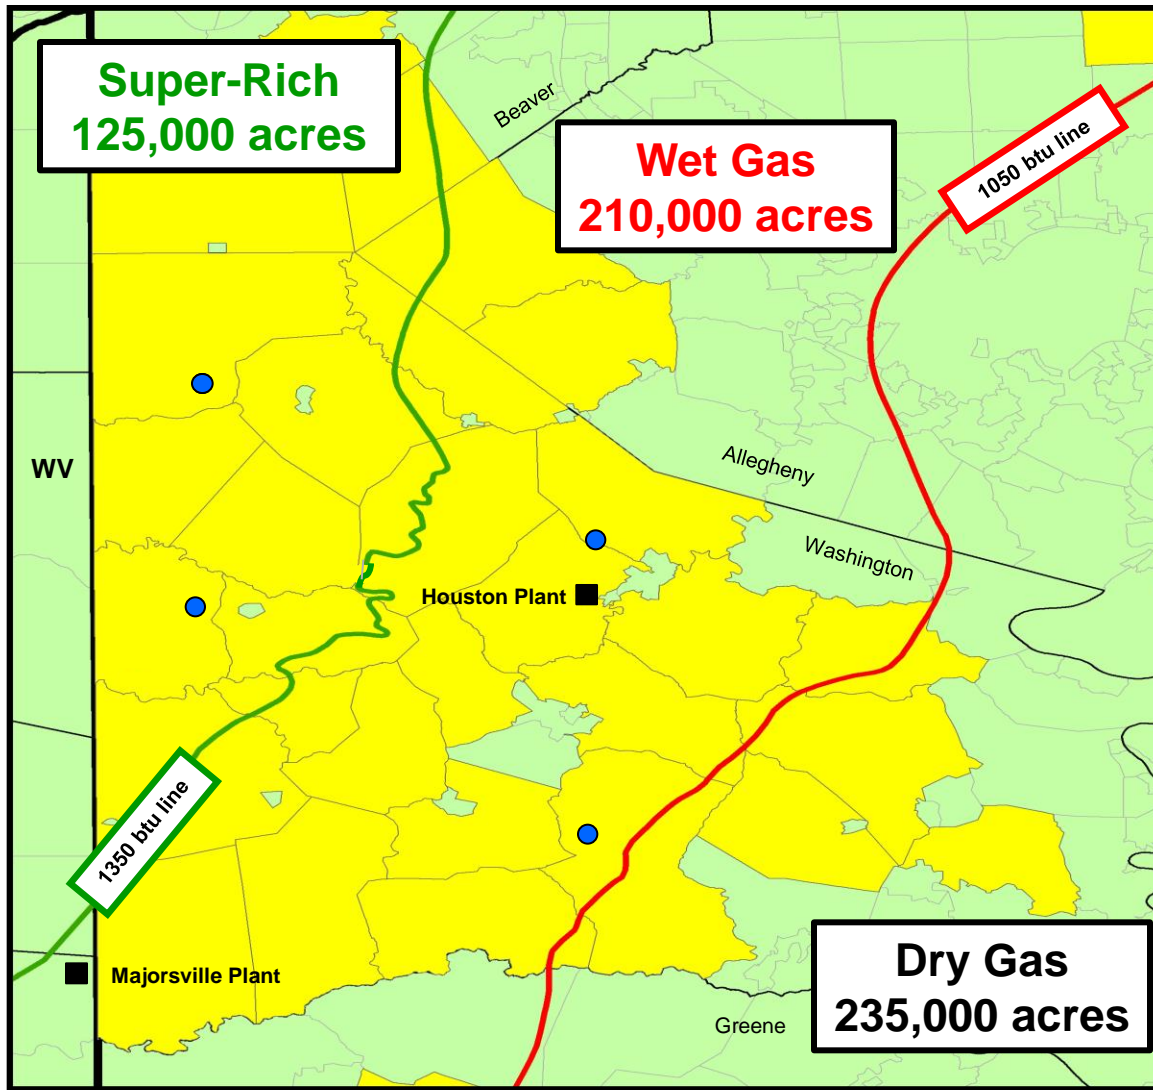 Super-Rich
125,000 acres
Beaver
Wet Gas
210,000 acres
1050 btu line
WV
Allegheny
Washington
Houston Plant
1350 btu line
Majorsville Plant
Dry Gas
235,000 acres
Greene